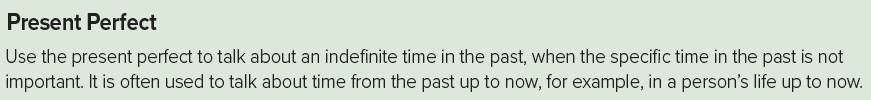 Present Perfect
Use the present perfect to talk about an indefinite time in the past, when the specific time in the past is not
important. It is often used to talk about time from the past up to now, for example, in a person’s life up to now.